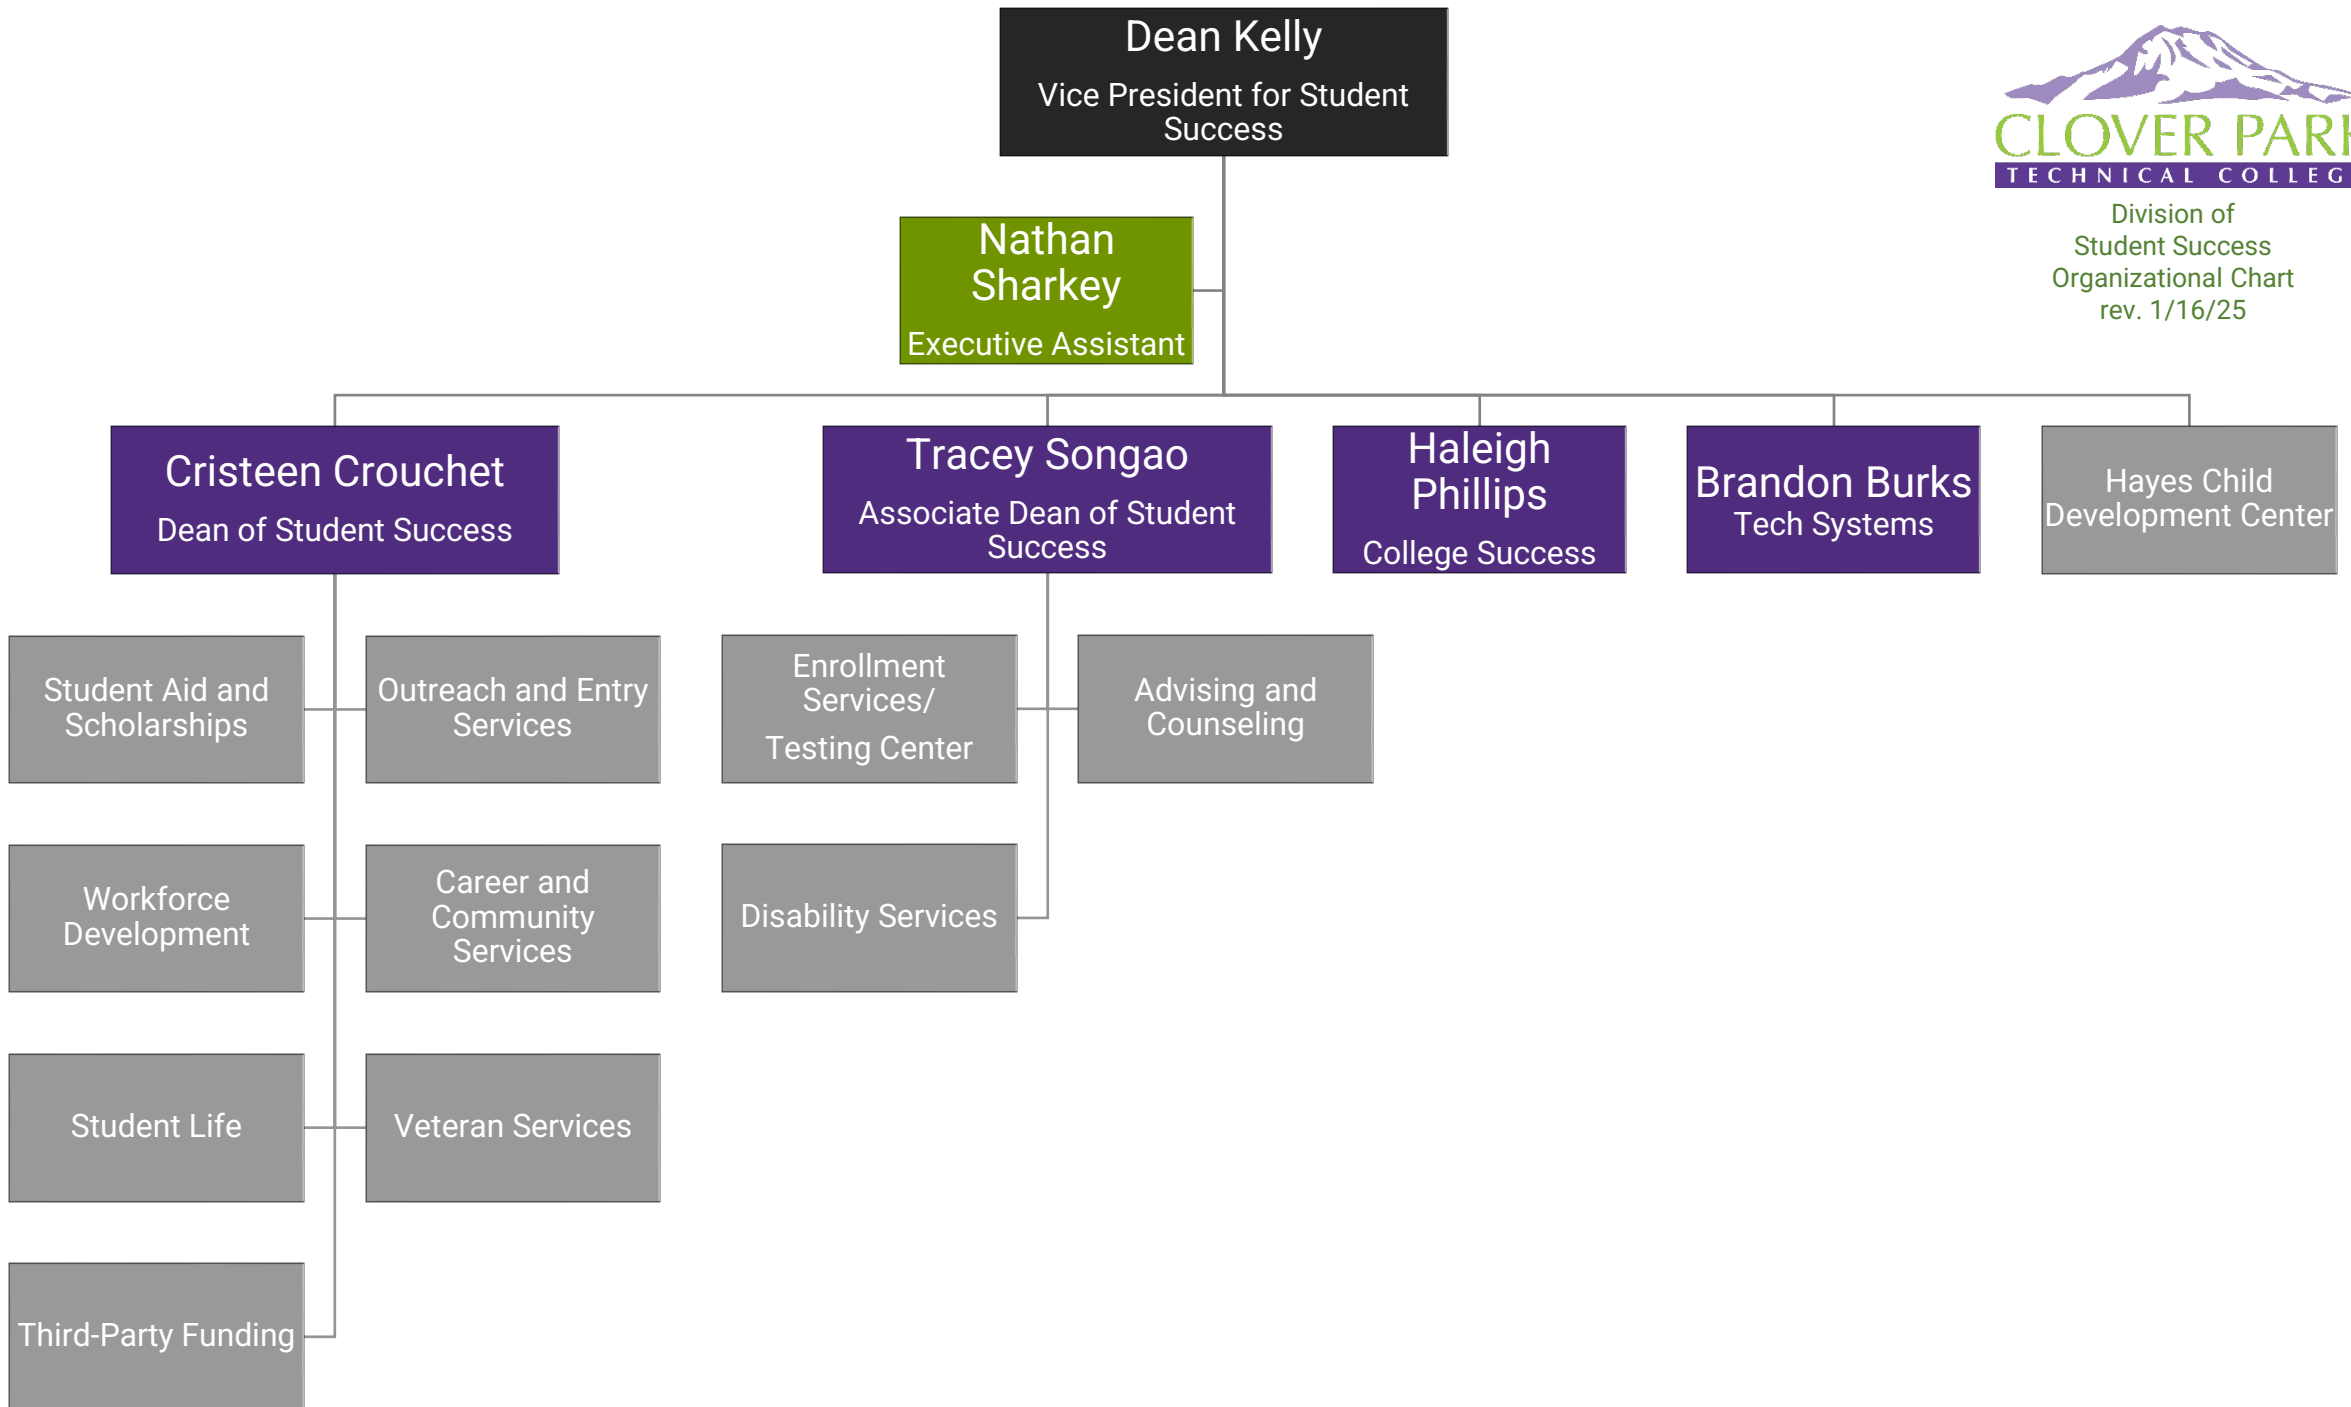 Dean Kelly
Vice President for Student
Success
CLOVER PARK
TECHNICAL COLLEG
Division of
Student Success
Organizational Chart
rev. 1/16/25
Nathan
Sharkey
Executive Assistant
Cristeen Crouchet
Dean of Student Success
Tracey Songao
Associate Dean of Student
Success
Haleigh
Phillips
College Success
Brandon Burks
Tech Systems
Hayes Child
Development Center
Student Aid and
Scholarships
Outreach and Entry
Services
Enrollment
Services/
Testing Center
Advising and
Counseling
Workforce
Development
Career and
Community
Services
Disability Services
Student Life
Veteran Services
Third-Party Funding